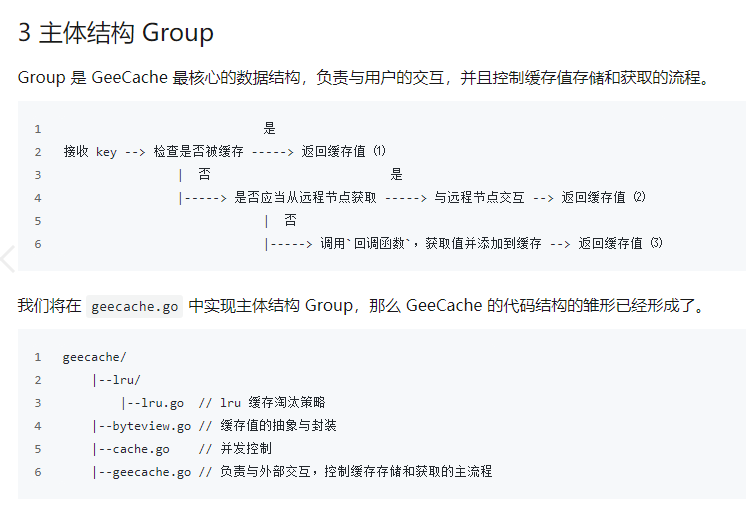 3 主体结构 Group
Group 是 GeeCache 最核心的数据结构，负责与用户的交互，并且控制缓存值存储和获取的流程。
1                            是
2  接收 key --> 检查是否被缓存 -----> 返回缓存值 ⑴
3                  |  否                         是
4                  |-----> 是否应当从远程节点获取 -----> 与远程节点交互 --> 返回缓存值 ⑵
5                              |  否
6                              |-----> 调用`回调函数`，获取值并添加到缓存 --> 返回缓存值 ⑶
我们将在 geecache.go 中实现主体结构 Group，那么 GeeCache 的代码结构的雏形已经形成了。
1  geecache/
2      |--lru/
3          |--lru.go  // lru 缓存淘汰策略
4      |--byteview.go // 缓存值的抽象与封装
5      |--cache.go    // 并发控制
6      |--geecache.go // 负责与外部交互，控制缓存存储和获取的主流程